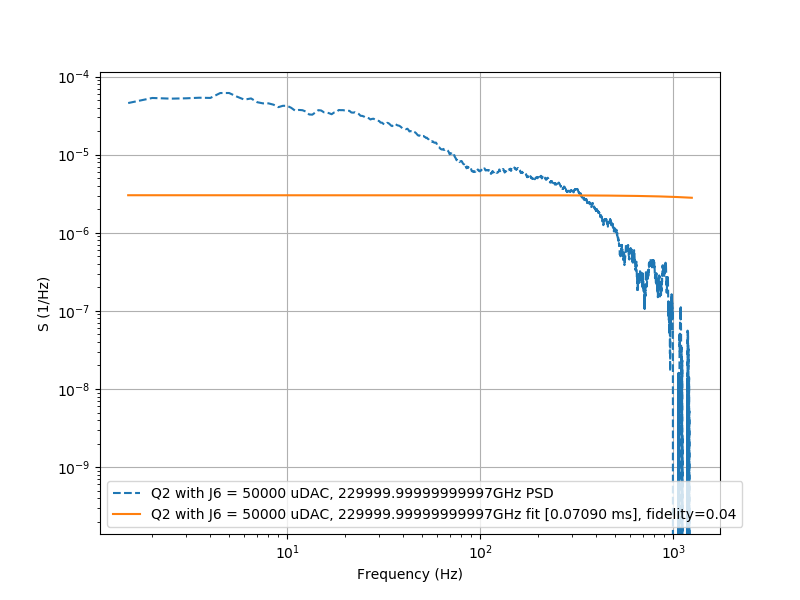 10⁻⁴
10⁻⁵
10⁻⁶
10⁻⁷
10⁻⁸
10⁻⁹
S (1/Hz)
Q2 with J6 = 50000 uDAC, 229999.99999999997GHz PSD
Q2 with J6 = 50000 uDAC, 229999.99999999997GHz fit [0.07090 ms], fidelity=0.04
10¹ 10² 10³
Frequency (Hz)